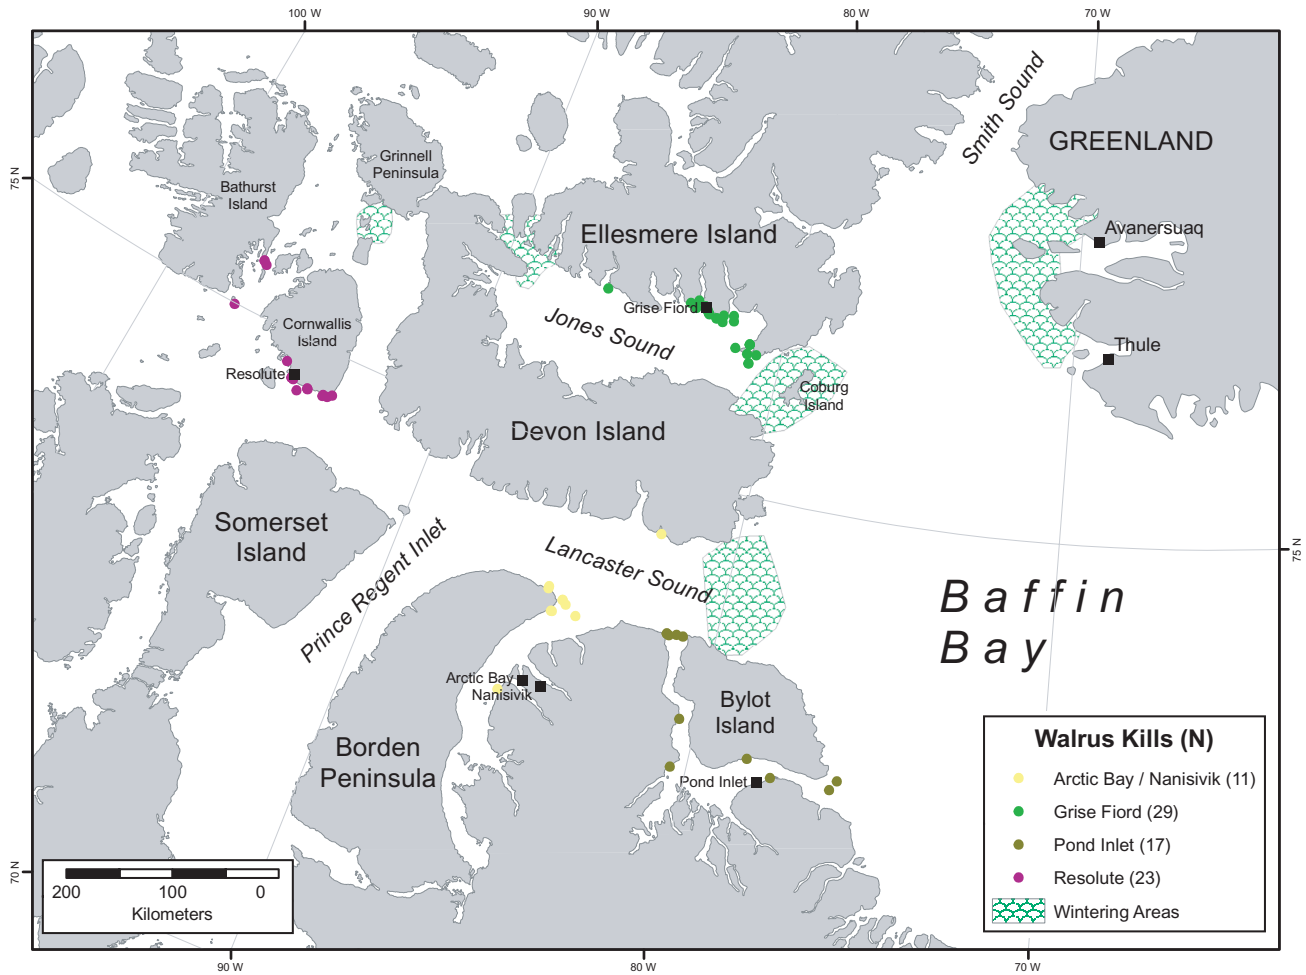 100 W
90 W
80 W
70 W
75 N
Smith Sound
GREENLAND
Grinnell
Peninsula
Bathurst
Island
Ellesmere Island
Avanersuaq
Grise Fiord
Jones Sound
Cornwallis
Island
Thule
Resolute
Coburg
Island
Devon Island
Somerset
Island
Prince Regent Inlet
Lancaster Sound
75 N
Baffin
Bay
Arctic Bay
Nanisivik
Bylot
Island
Borden
Peninsula
Pond Inlet
Walrus Kills (N)
Arctic Bay / Nanisivik (11)
Grise Fiord (29)
Pond Inlet (17)
Resolute (23)
Wintering Areas
70 N
200 100 0
Kilometers
90 W
80 W
70 W